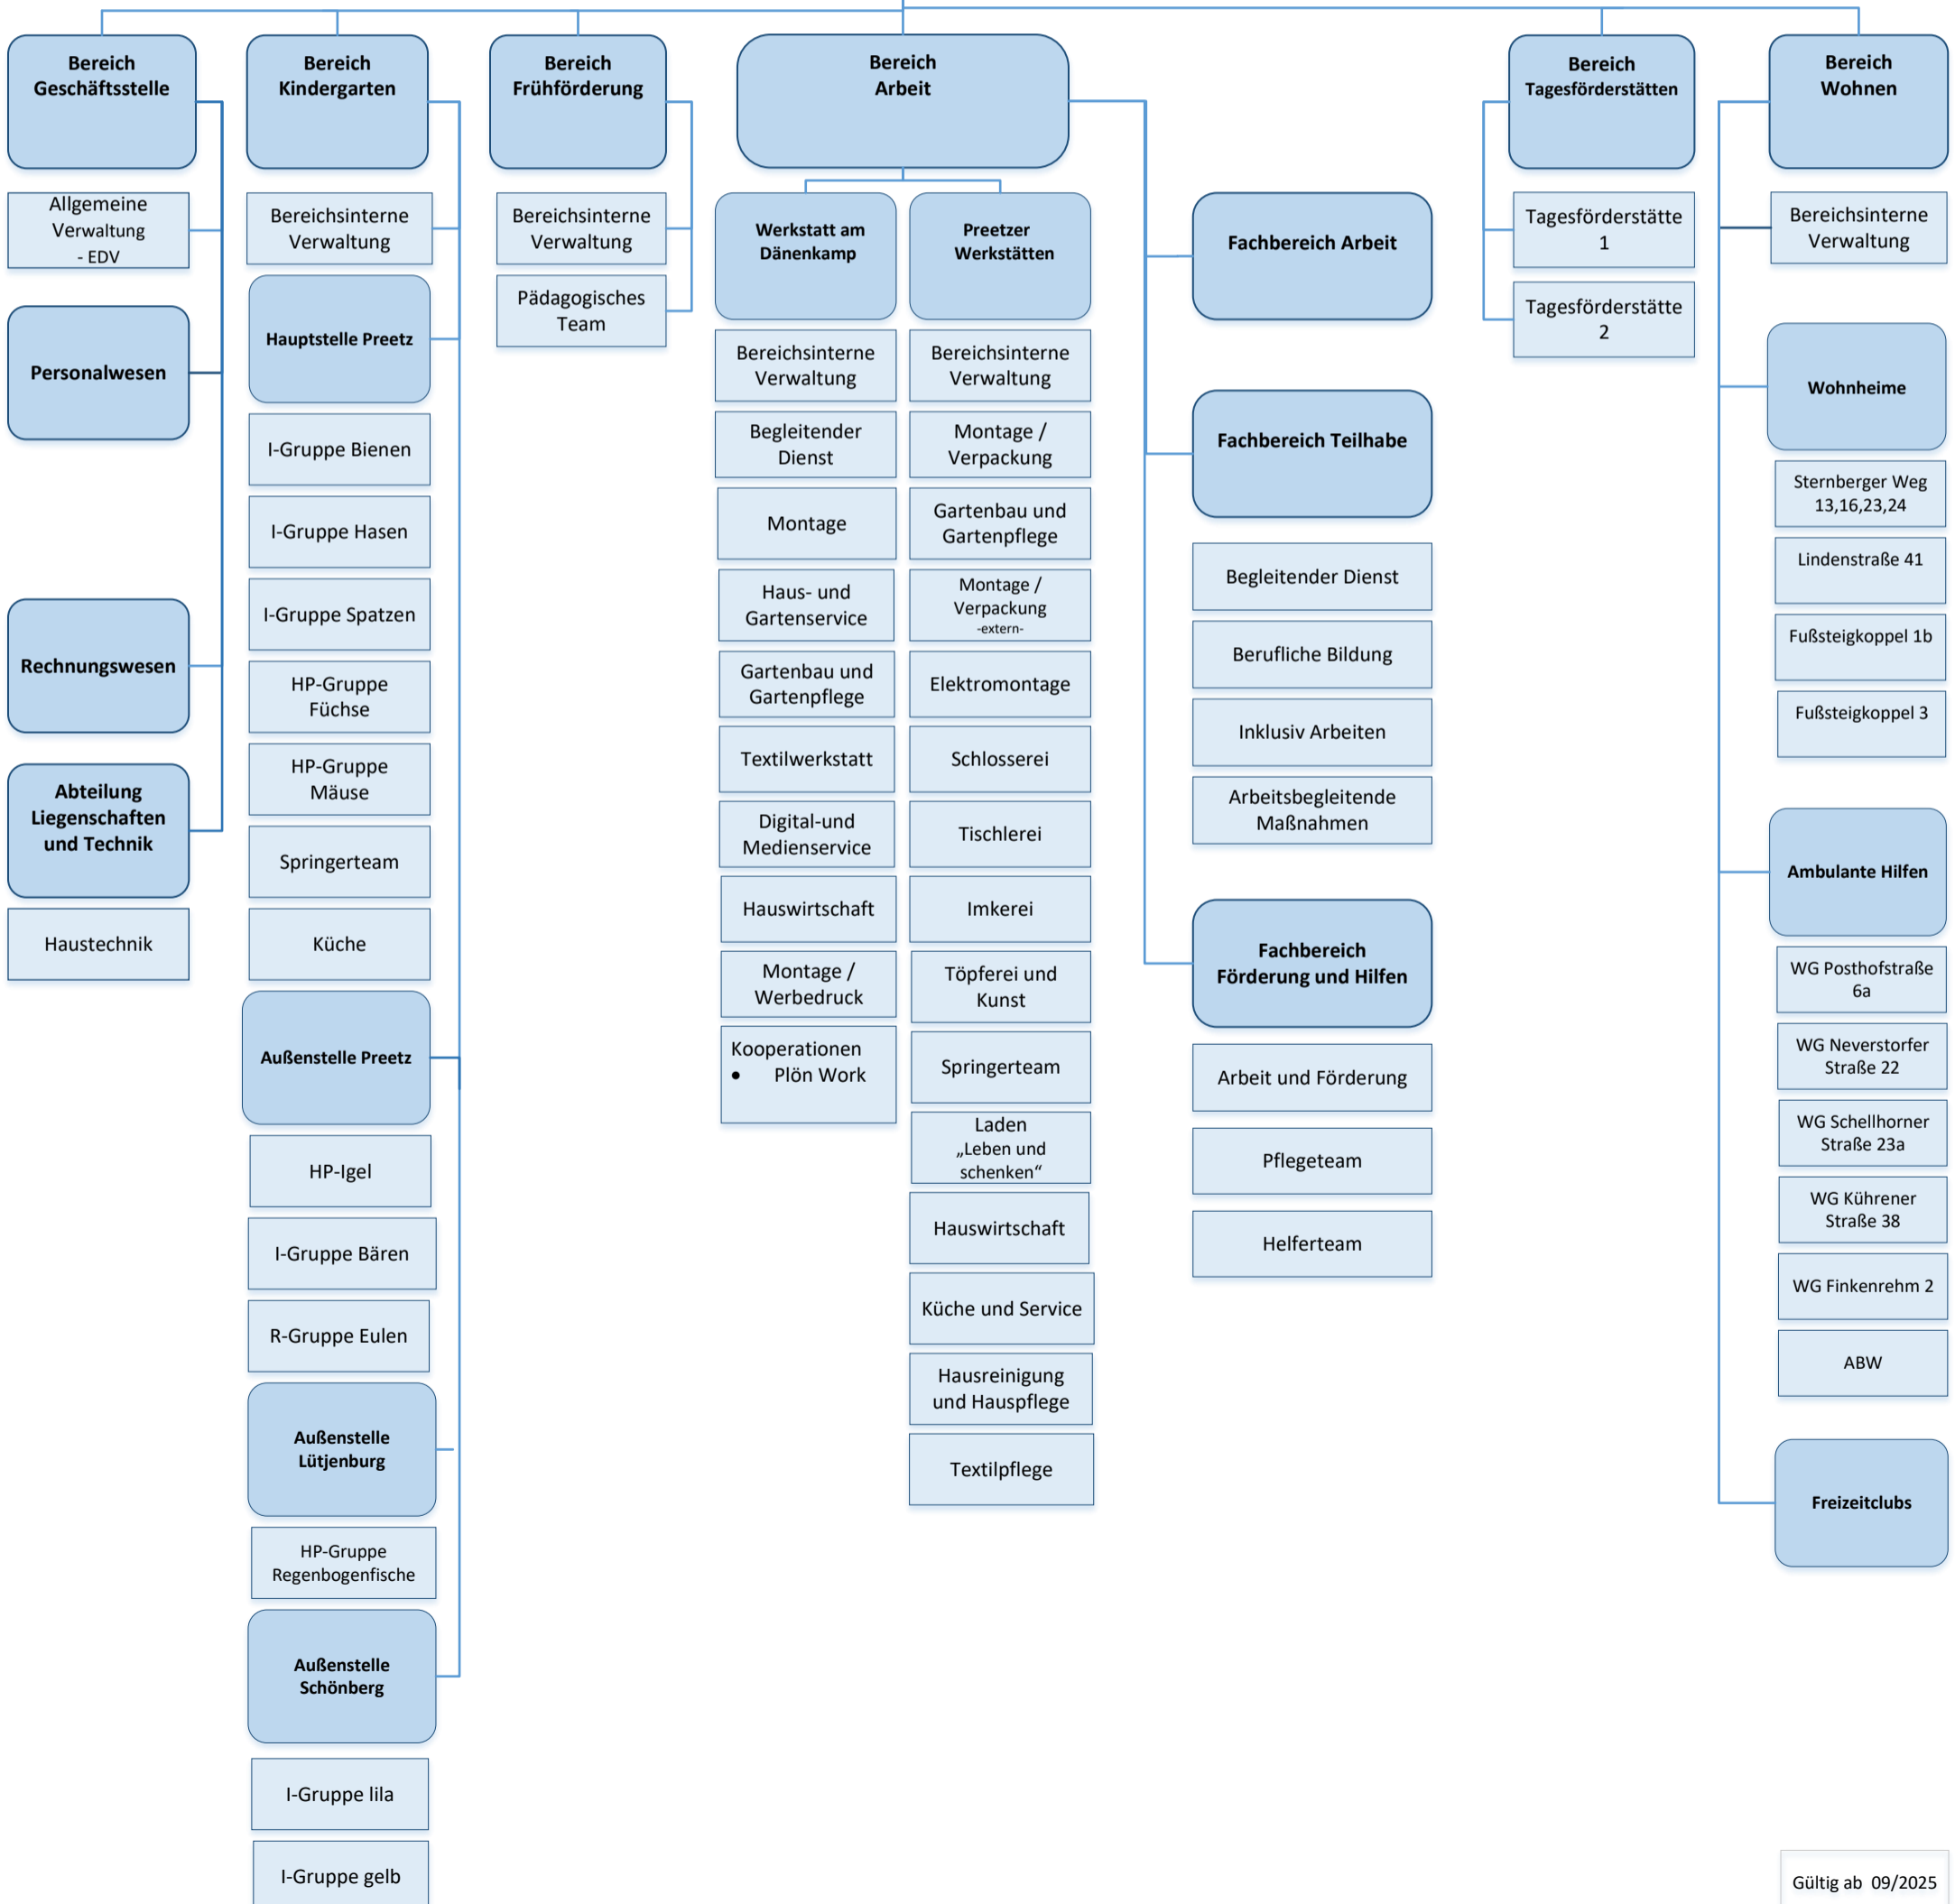 Bereich
Geschäftsstelle
Allgemeine
Verwaltung
- EDV
Personalwesen
Rechnungswesen
Abteilung
Liegenschaften
und Technik
Haustechnik
Bereich
Kindergarten
Bereichsinterne
Verwaltung
Hauptstelle Preetz
I-Gruppe Bienen
I-Gruppe Hasen
I-Gruppe Spatzen
HP-Gruppe
Füchse
HP-Gruppe
Mäuse
Springerteam
Küche
Außenstelle Preetz
HP-Igel
I-Gruppe Bären
R-Gruppe Eulen
Außenstelle
Lütjenburg
HP-Gruppe
Regenbogenfische
Außenstelle
Schönberg
I-Gruppe lila
I-Gruppe gelb
Bereich
Frühförderung
Bereichsinterne
Verwaltung
Pädagogisches
Team
Bereich
Arbeit
Werkstatt am
Dänenkamp
Bereichsinterne
Verwaltung
Begleitender
Dienst
Montage
Haus- und
Gartenservice
Gartenbau und
Gartenpflege
Textilwerkstatt
Digital-und
Medienservice
Hauswirtschaft
Montage /
Werbedruck
Kooperationen
• Plön Work
Preetzer
Werkstätten
Bereichsinterne
Verwaltung
Montage /
Verpackung
Gartenbau und
Gartenpflege
Montage /
Verpackung
-extern-
Elektromontage
Schlosserei
Tischlerei
Imkerei
Töpferei und
Kunst
Springerteam
Laden
„Leben und
schenken“
Hauswirtschaft
Küche und Service
Hausreinigung
und Hauspflege
Textilpflege
Fachbereich Arbeit
Fachbereich Teilhabe
Begleitender Dienst
Berufliche Bildung
Inklusiv Arbeiten
Arbeitsbegleitende
Maßnahmen
Fachbereich
Förderung und Hilfen
Arbeit und Förderung
Pflegeteam
Helferteam
Bereich
Tagesförderstätten
Tagesförderstätte
1
Tagesförderstätte
2
Bereich
Wohnen
Bereichsinterne
Verwaltung
Wohnheime
Sternberger Weg
13,16,23,24
Lindenstraße 41
Fußsteigkoppel 1b
Fußsteigkoppel 3
Ambulante Hilfen
WG Posthofstraße
6a
WG Neverstorfer
Straße 22
WG Schellhorner
Straße 23a
WG Kührener
Straße 38
WG Finkenrehm 2
ABW
Freizeitclubs
Gültig ab 09/2025